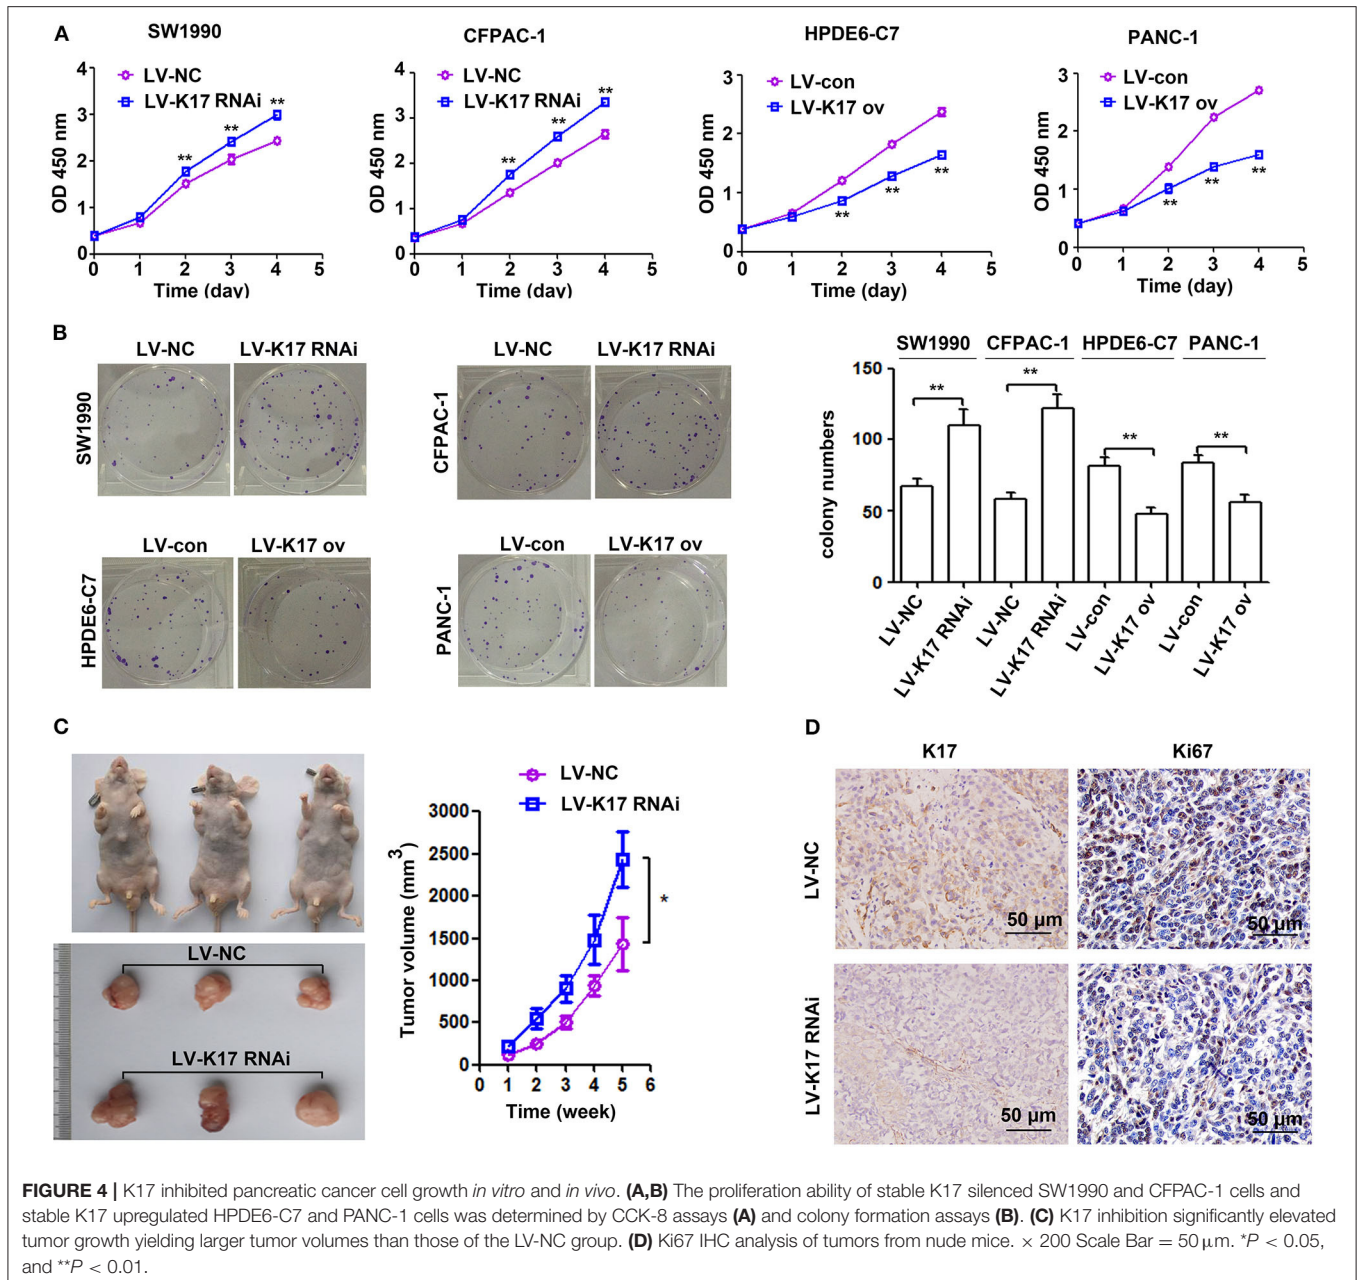 A
SW1990
LV-NC
LV-K17 RNAi
OD 450 nm
4
3
2
1
0
** ** **
0 1 2 3 4 5
Time (day)
CFPAC-1
LV-NC
LV-K17 RNAi
OD 450 nm
4
3
2
1
0
** ** **
0 1 2 3 4 5
Time (day)
HPDE6-C7
LV-con
LV-K17 ov
OD 450 nm
3
2
1
0
** ** **
0 1 2 3 4 5
Time (day)
PANC-1
LV-con
LV-K17 ov
OD 450 nm
3
2
1
0
** ** **
0 1 2 3 4 5
Time (day)
B
LV-NC LV-K17 RNAi
SW1990
LV-NC LV-K17 RNAi
CFPAC-1
LV-con LV-K17 ov
HPDE6-C7
LV-con LV-K17 ov
PANC-1
SW1990 CFPAC-1 HPDE6-C7 PANC-1
colony numbers
150
100
50
0
** ** ** **
LV-NC LV-K17 RNAi LV-NC LV-K17 RNAi LV-con LV-K17 ov LV-con LV-K17 ov
C
LV-NC
LV-K17 RNAi
LV-NC
LV-K17 RNAi
Tumor volume (mm³)
3000
2500
2000
1500
1000
500
0
*
0 1 2 3 4 5 6
Time (week)
D
K17 Ki67
LV-NC
50 µm 50 µm
LV-K17 RNAi
50 µm 50 µm
FIGURE 4 | K17 inhibited pancreatic cancer cell growth in vitro and in vivo. (A,B) The proliferation ability of stable K17 silenced SW1990 and CFPAC-1 cells and
stable K17 upregulated HPDE6-C7 and PANC-1 cells was determined by CCK-8 assays (A) and colony formation assays (B). (C) K17 inhibition significantly elevated
tumor growth yielding larger tumor volumes than those of the LV-NC group. (D) Ki67 IHC analysis of tumors from nude mice. × 200 Scale Bar = 50 µm. *P < 0.05,
and **P < 0.01.